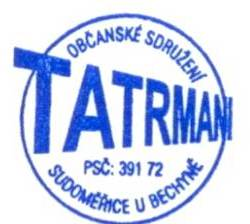 OBČANSKÉ SDRUŽENÍ
TATRMANI
PSČ: 391 72
SUDOMĚŘICE U BECHYNĚ